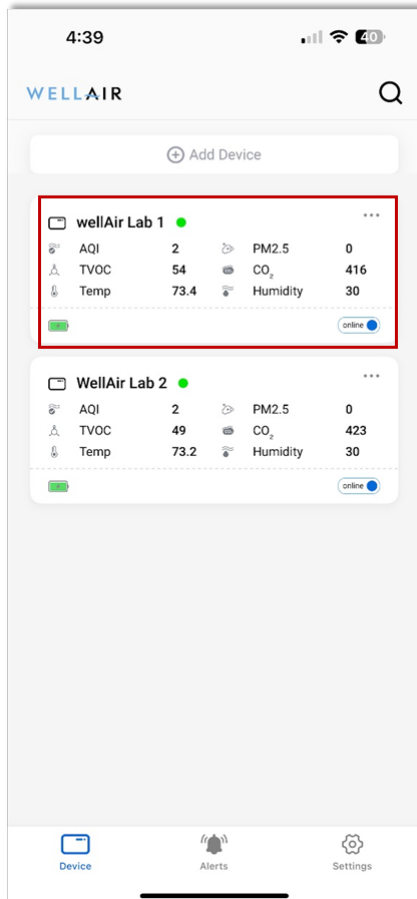 4:39
40
WELLAIR
Add Device
wellAir Lab 1
AQI 2 PM2.5 0
TVOC 54 CO₂ 416
Temp 73.4 Humidity 30
online
WellAir Lab 2
AQI 2 PM2.5 0
TVOC 49 CO₂ 423
Temp 73.2 Humidity 30
online
Device Alerts Settings